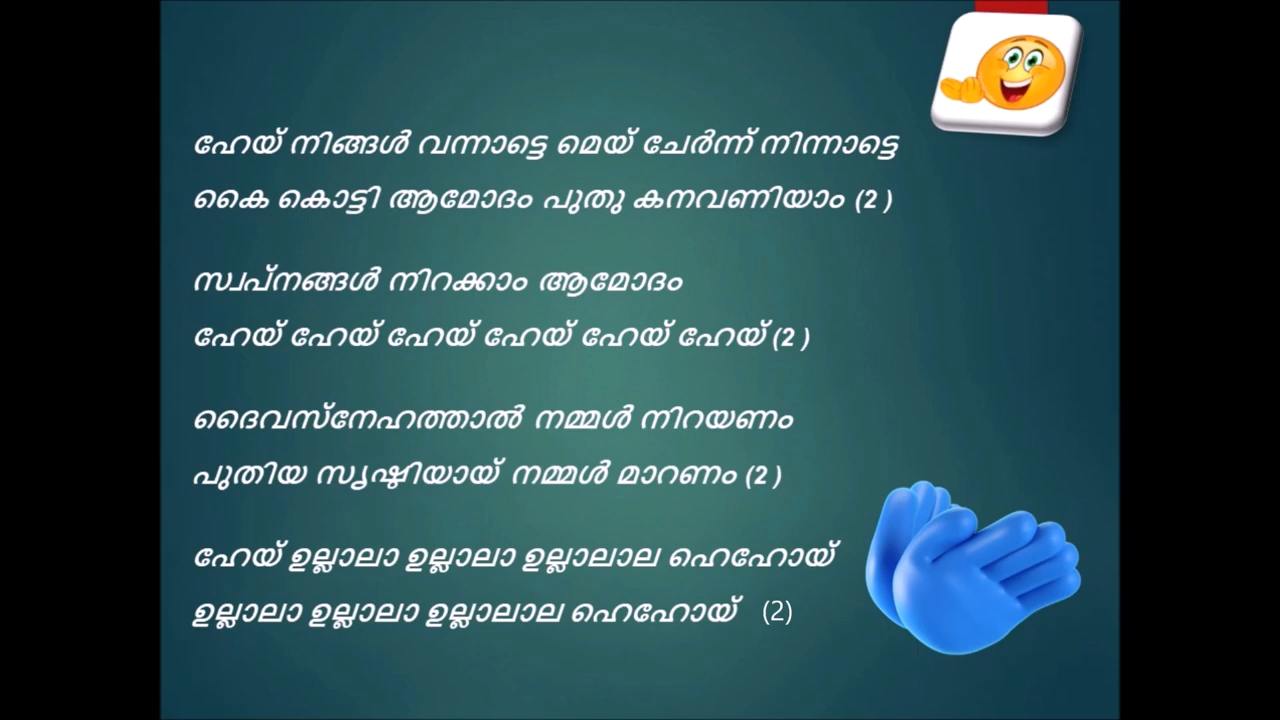 ഹേയ് നിങ്ങൾ വന്നാട്ടെ മെയ് ചേർന്ന് നിന്നാട്ടെ
കൈ കൊട്ടി ആമോദം പുതു കനവണിയാം (2 )
സ്വപ്നങ്ങൾ നിറക്കാം ആമോദം
ഹേയ് ഹേയ് ഹേയ് ഹേയ് ഹേയ് ഹേയ് (2 )
ദൈവസ്നേഹത്താൽ നമ്മൾ നിറയണം
പുതിയ സൃഷ്ടിയായ് നമ്മൾ മാറണം (2 )
ഹേയ് ഉല്ലാലാ ഉല്ലാലാ ഉല്ലാലാല ഹെഹോയ്
ഉല്ലാലാ ഉല്ലാലാ ഉല്ലാലാല ഹെഹോയ് (2)